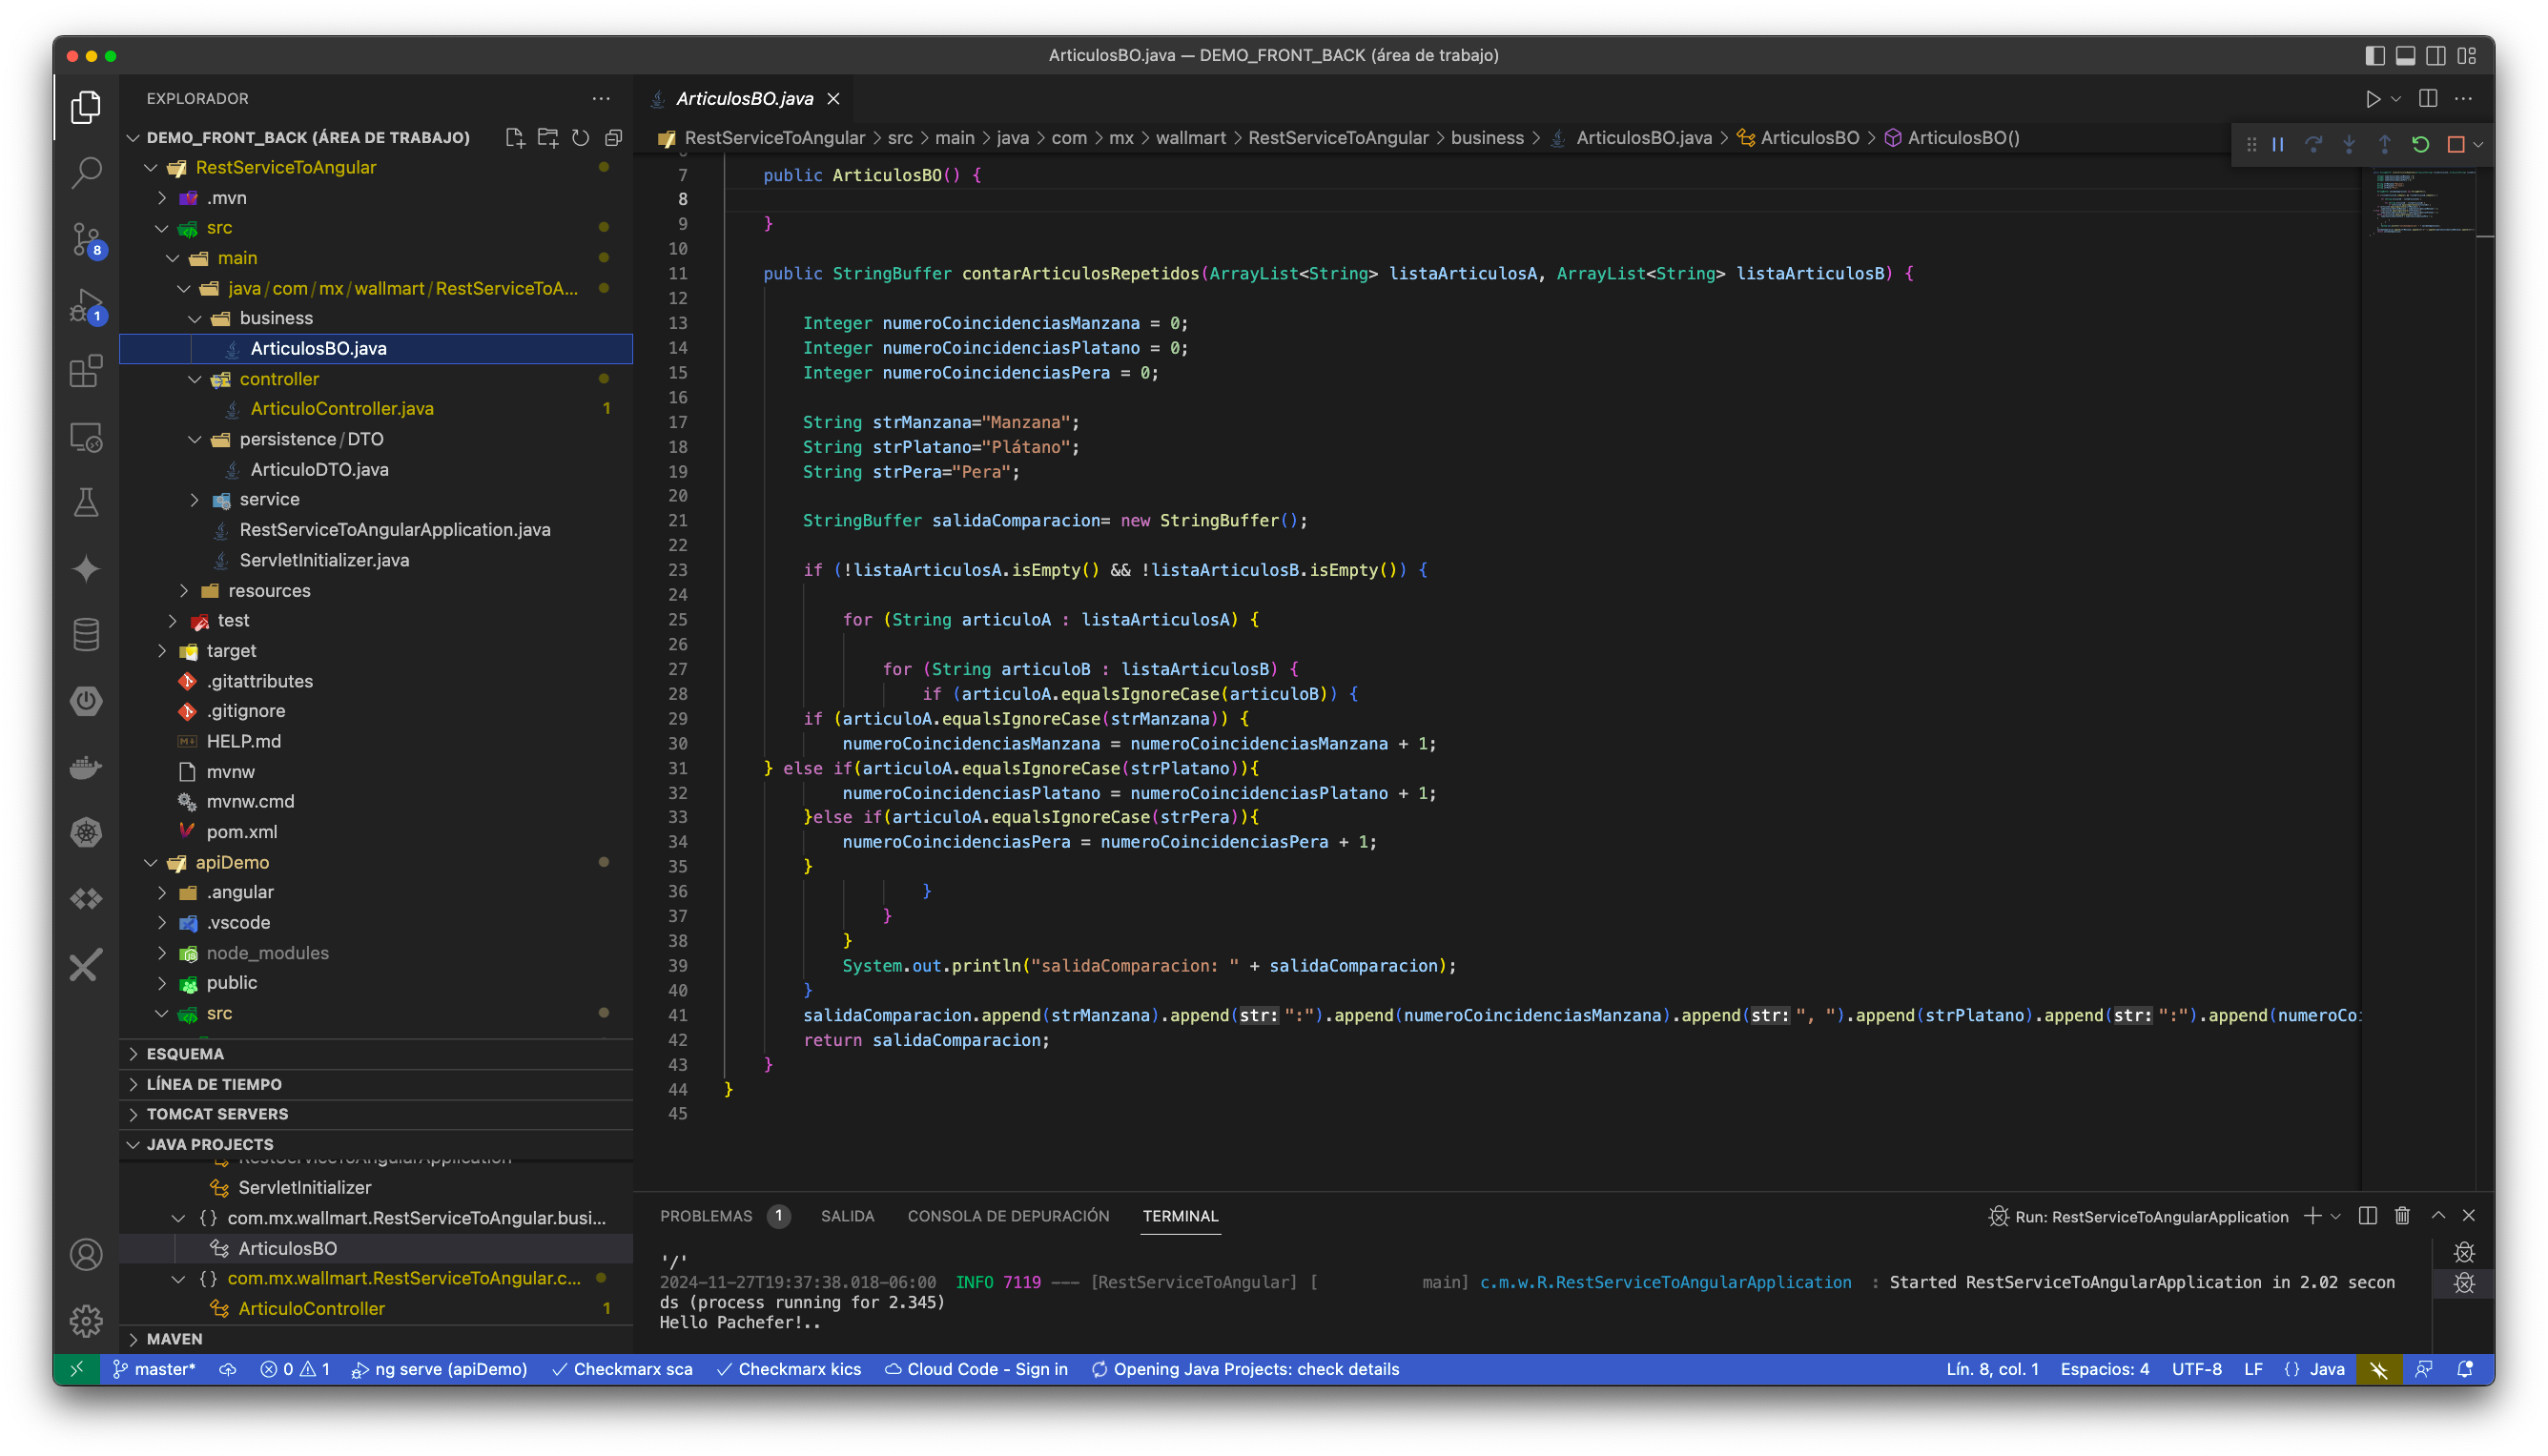 ArticulosBO.java — DEMO_FRONT_BACK (área de trabajo)
EXPLORADOR
DEMO_FRONT_BACK (ÁREA DE TRABAJO)
RestServiceToAngular
.mvn
src
main
java/com/mx/wallmart/RestServiceToA...
business
ArticulosBO.java
controller
ArticuloController.java 1
persistence/DTO
ArticuloDTO.java
service
RestServiceToAngularApplication.java
ServletInitializer.java
resources
test
target
.gitattributes
.gitignore
HELP.md
mvnw
mvnw.cmd
pom.xml
apiDemo
.angular
.vscode
node_modules
public
src
ESQUEMA
LÍNEA DE TIEMPO
TOMCAT SERVERS
JAVA PROJECTS
RestServiceToAngularApplication
ServletInitializer
{} com.mx.wallmart.RestServiceToAngular.busi...
ArticulosBO
{} com.mx.wallmart.RestServiceToAngular.c...
ArticuloController 1
MAVEN
8
1
ArticulosBO.java
RestServiceToAngular > src > main > java > com > mx > wallmart > RestServiceToAngular > business > ArticulosBO.java > ArticulosBO > ArticulosBO()
7 public ArticulosBO() {
8
9 }
10
11 public StringBuffer contarArticulosRepetidos(ArrayList<String> listaArticulosA, ArrayList<String> listaArticulosB) {
12
13 Integer numeroCoincidenciasManzana = 0;
14 Integer numeroCoincidenciasPlatano = 0;
15 Integer numeroCoincidenciasPera = 0;
16
17 String strManzana="Manzana";
18 String strPlatano="Plátano";
19 String strPera="Pera";
20
21 StringBuffer salidaComparacion= new StringBuffer();
22
23 if (!listaArticulosA.isEmpty() && !listaArticulosB.isEmpty()) {
24
25 for (String articuloA : listaArticulosA) {
26
27 for (String articuloB : listaArticulosB) {
28 if (articuloA.equalsIgnoreCase(articuloB)) {
29 if (articuloA.equalsIgnoreCase(strManzana)) {
30 numeroCoincidenciasManzana = numeroCoincidenciasManzana + 1;
31 } else if(articuloA.equalsIgnoreCase(strPlatano)){
32 numeroCoincidenciasPlatano = numeroCoincidenciasPlatano + 1;
33 }else if(articuloA.equalsIgnoreCase(strPera)){
34 numeroCoincidenciasPera = numeroCoincidenciasPera + 1;
35 }
36 }
37 }
38 }
39 System.out.println("salidaComparacion: " + salidaComparacion);
40 }
41 salidaComparacion.append(strManzana).append(str:":").append(numeroCoincidenciasManzana).append(str:", ").append(strPlatano).append(str:":").append(numeroCoi
42 return salidaComparacion;
43 }
44 }
45
PROBLEMAS 1 SALIDA CONSOLA DE DEPURACIÓN TERMINAL Run: RestServiceToAngularApplication
'/'
2024-11-27T19:37:38.018-06:00 INFO 7119 --- [RestServiceToAngular] [ main] c.m.w.R.RestServiceToAngularApplication : Started RestServiceToAngularApplication in 2.02 secon
ds (process running for 2.345)
Hello Pachefer!..
master* 0 1 ng serve (apiDemo) Checkmarx sca Checkmarx kics Cloud Code - Sign in Opening Java Projects: check details Lín. 8, col. 1 Espacios: 4 UTF-8 LF {} Java